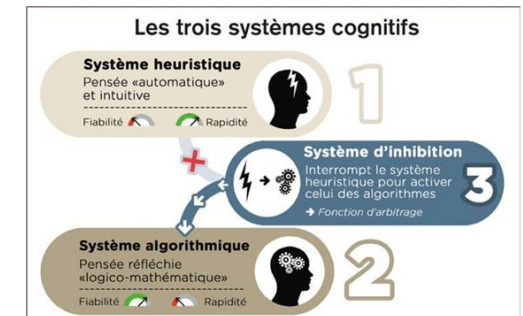 Les trois systèmes cognitifs
Système heuristique
Pensée «automatique»
et intuitive
Fiabilité Rapidité
1
Système d'inhibition
Interrompt le système
heuristique pour activer
celui des algorithmes
→ Fonction d'arbitrage
3
Système algorithmique
Pensée réfléchie
«logico-mathématique»
Fiabilité Rapidité
2